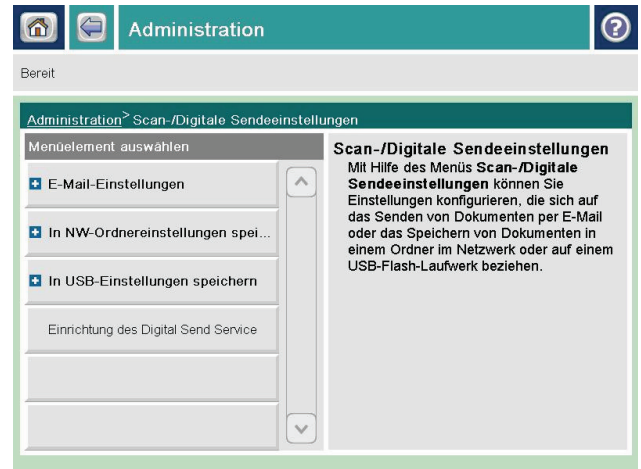 Administration
?
Bereit
Administration > Scan-/Digitale Sendeeinstellungen
Menüelement auswählen
E-Mail-Einstellungen
In NW-Ordnereinstellungen spei...
In USB-Einstellungen speichern
Einrichtung des Digital Send Service
Scan-/Digitale Sendeeinstellungen
Mit Hilfe des Menüs Scan-/Digitale
Sendeeinstellungen können Sie
Einstellungen konfigurieren, die sich auf
das Senden von Dokumenten per E-Mail
oder das Speichern von Dokumenten in
einem Ordner im Netzwerk oder auf einem
USB-Flash-Laufwerk beziehen.